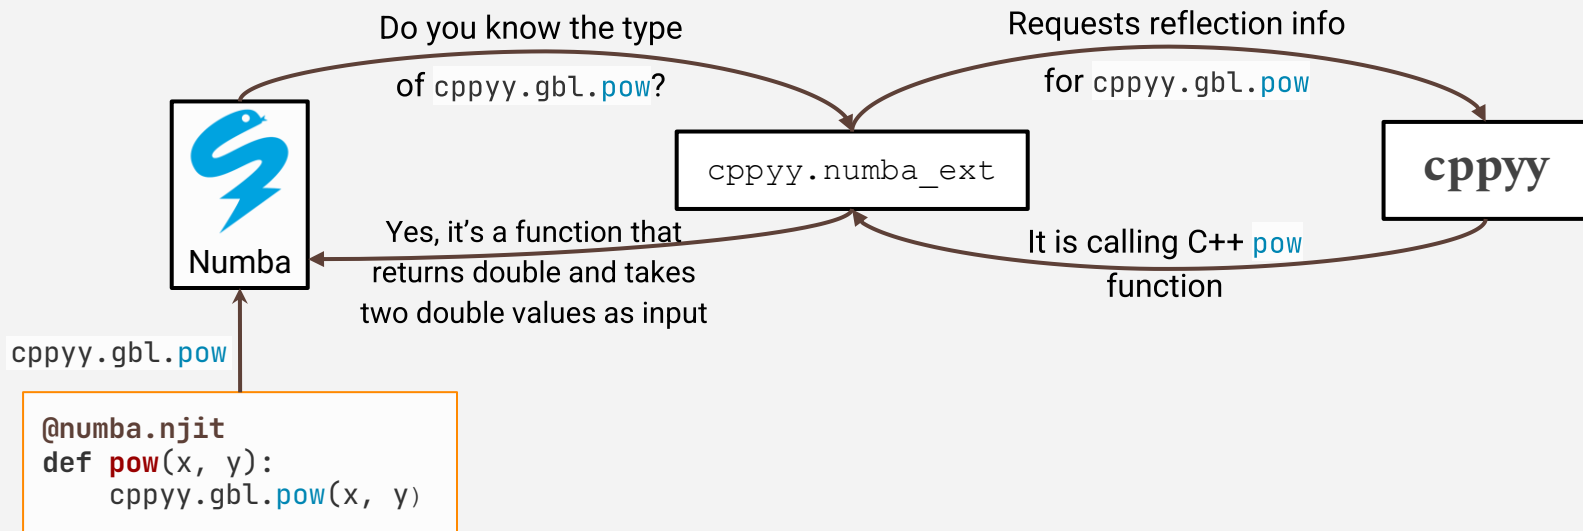 Do you know the type
of cppyy.gbl.pow?
Requests reflection info
for cppyy.gbl.pow
Numba
cppyy.numba_ext
cppyy
Yes, it’s a function that
returns double and takes
two double values as input
It is calling C++ pow
function
cppyy.gbl.pow
@numba.njit
def pow(x, y):
    cppyy.gbl.pow(x, y)